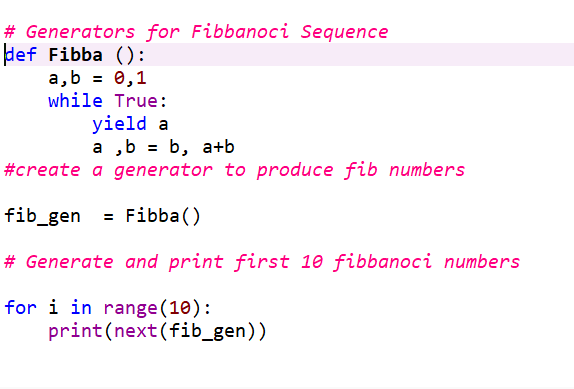 # Generators for Fibbanoci Sequence
def Fibba ():
    a,b = 0,1
    while True:
        yield a
        a ,b = b, a+b
#create a generator to produce fib numbers
fib_gen  = Fibba()
# Generate and print first 10 fibbanoci numbers
for i in range(10):
    print(next(fib_gen))